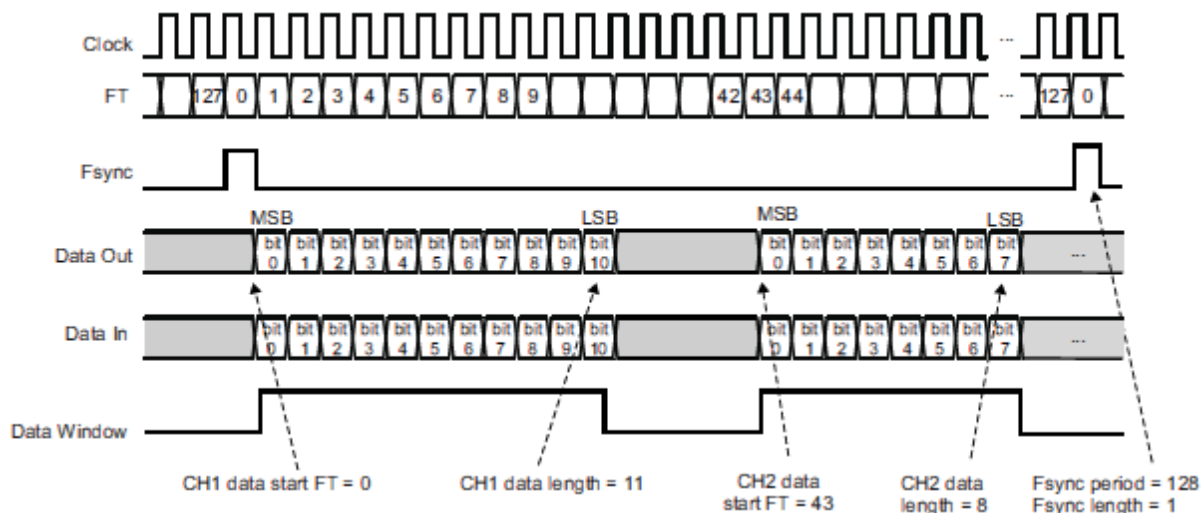 Clock
...
FT 127 0 1 2 3 4 5 6 7 8 9 42 43 44 ... 127 0
Fsync
MSB LSB MSB LSB
Data Out bit 0 bit 1 bit 2 bit 3 bit 4 bit 5 bit 6 bit 7 bit 8 bit 9 bit 10 bit 0 bit 1 bit 2 bit 3 bit 4 bit 5 bit 6 bit 7 ...
Data In bit 0 bit 1 bit 2 bit 3 bit 4 bit 5 bit 6 bit 7 bit 8 bit 9 bit 10 bit 0 bit 1 bit 2 bit 3 bit 4 bit 5 bit 6 bit 7 ...
Data Window
CH1 data start FT = 0
CH1 data length = 11
CH2 data
start FT = 43
CH2 data
length = 8
Fsync period = 128
Fsync length = 1